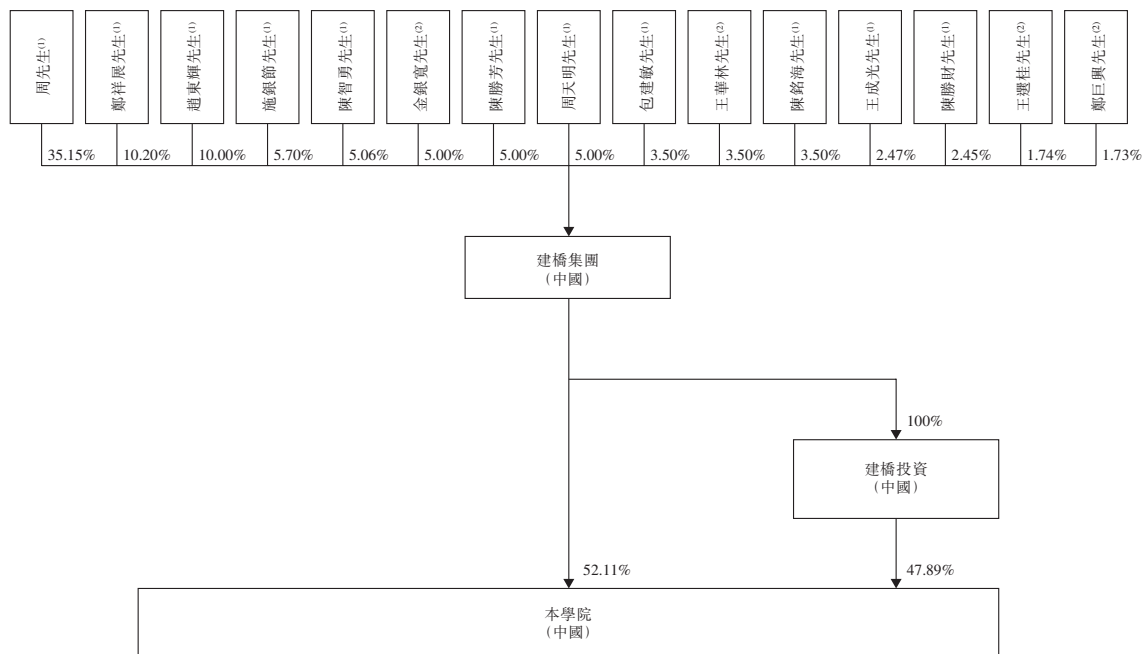 周先生(1)
鄭祥展先生(1)
趙東輝先生(1)
施銀節先生(1)
陳智勇先生(1)
金銀寬先生(2)
陳勝芳先生(1)
周天明先生(1)
包建敏先生(1)
王華林先生(2)
陳銘海先生(1)
王成光先生(1)
陳勝財先生(1)
王選桂先生(2)
鄭巨興先生(2)
35.15%
10.20%
10.00%
5.70%
5.06%
5.00%
5.00%
5.00%
3.50%
3.50%
3.50%
2.47%
2.45%
1.74%
1.73%
建橋集團
（中國）
100%
建橋投資
（中國）
52.11%
47.89%
本學院
（中國）